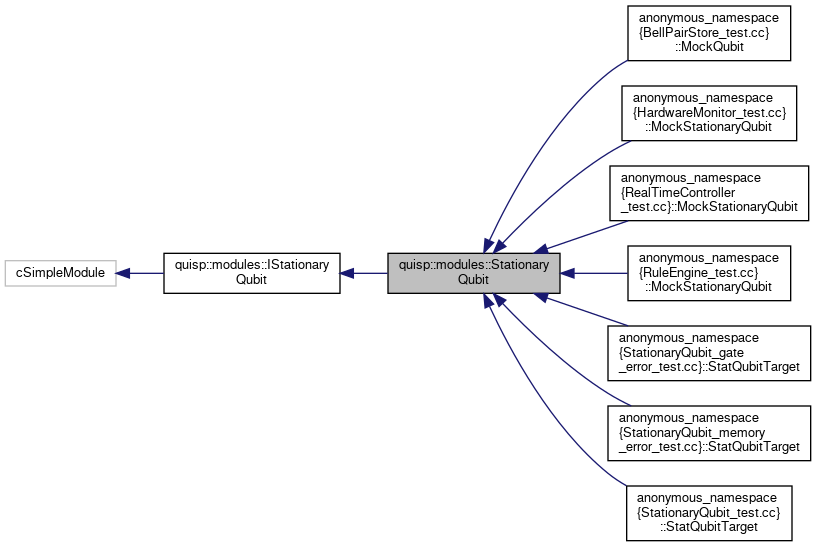 anonymous_namespace
{BellPairStore_test.cc}
::MockQubit
anonymous_namespace
{HardwareMonitor_test.cc}
::MockStationaryQubit
anonymous_namespace
{RealTimeController
_test.cc}::MockStationaryQubit
cSimpleModule
quisp::modules::IStationary
Qubit
quisp::modules::Stationary
Qubit
anonymous_namespace
{RuleEngine_test.cc}
::MockStationaryQubit
anonymous_namespace
{StationaryQubit_gate
_error_test.cc}::StatQubitTarget
anonymous_namespace
{StationaryQubit_memory
_error_test.cc}::StatQubitTarget
anonymous_namespace
{StationaryQubit_test.cc}
::StatQubitTarget